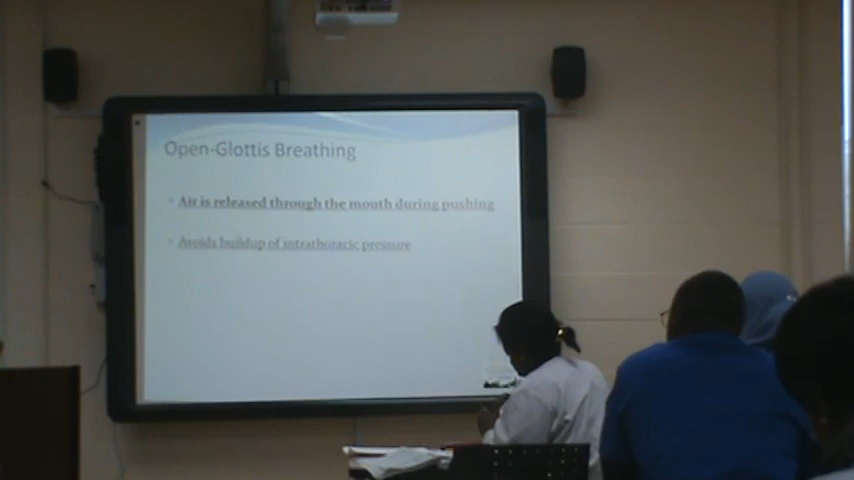 Open-Glottis Breathing
Air is released through the mouth during pushing
Avoids buildup of intrathoracic pressure